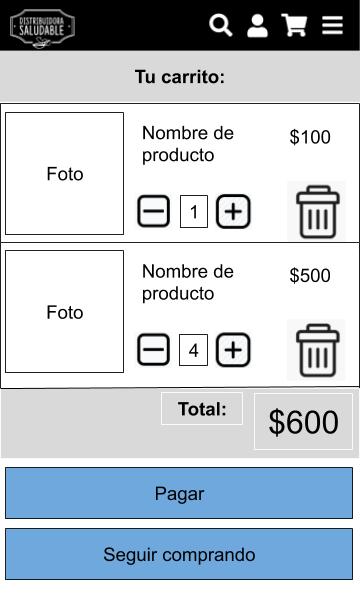 DISTRIBUIDORA
SALUDABLE
Tu carrito:
Foto
Nombre de
producto
$100
1
Foto
Nombre de
producto
$500
4
Total:
$600
Pagar
Seguir comprando